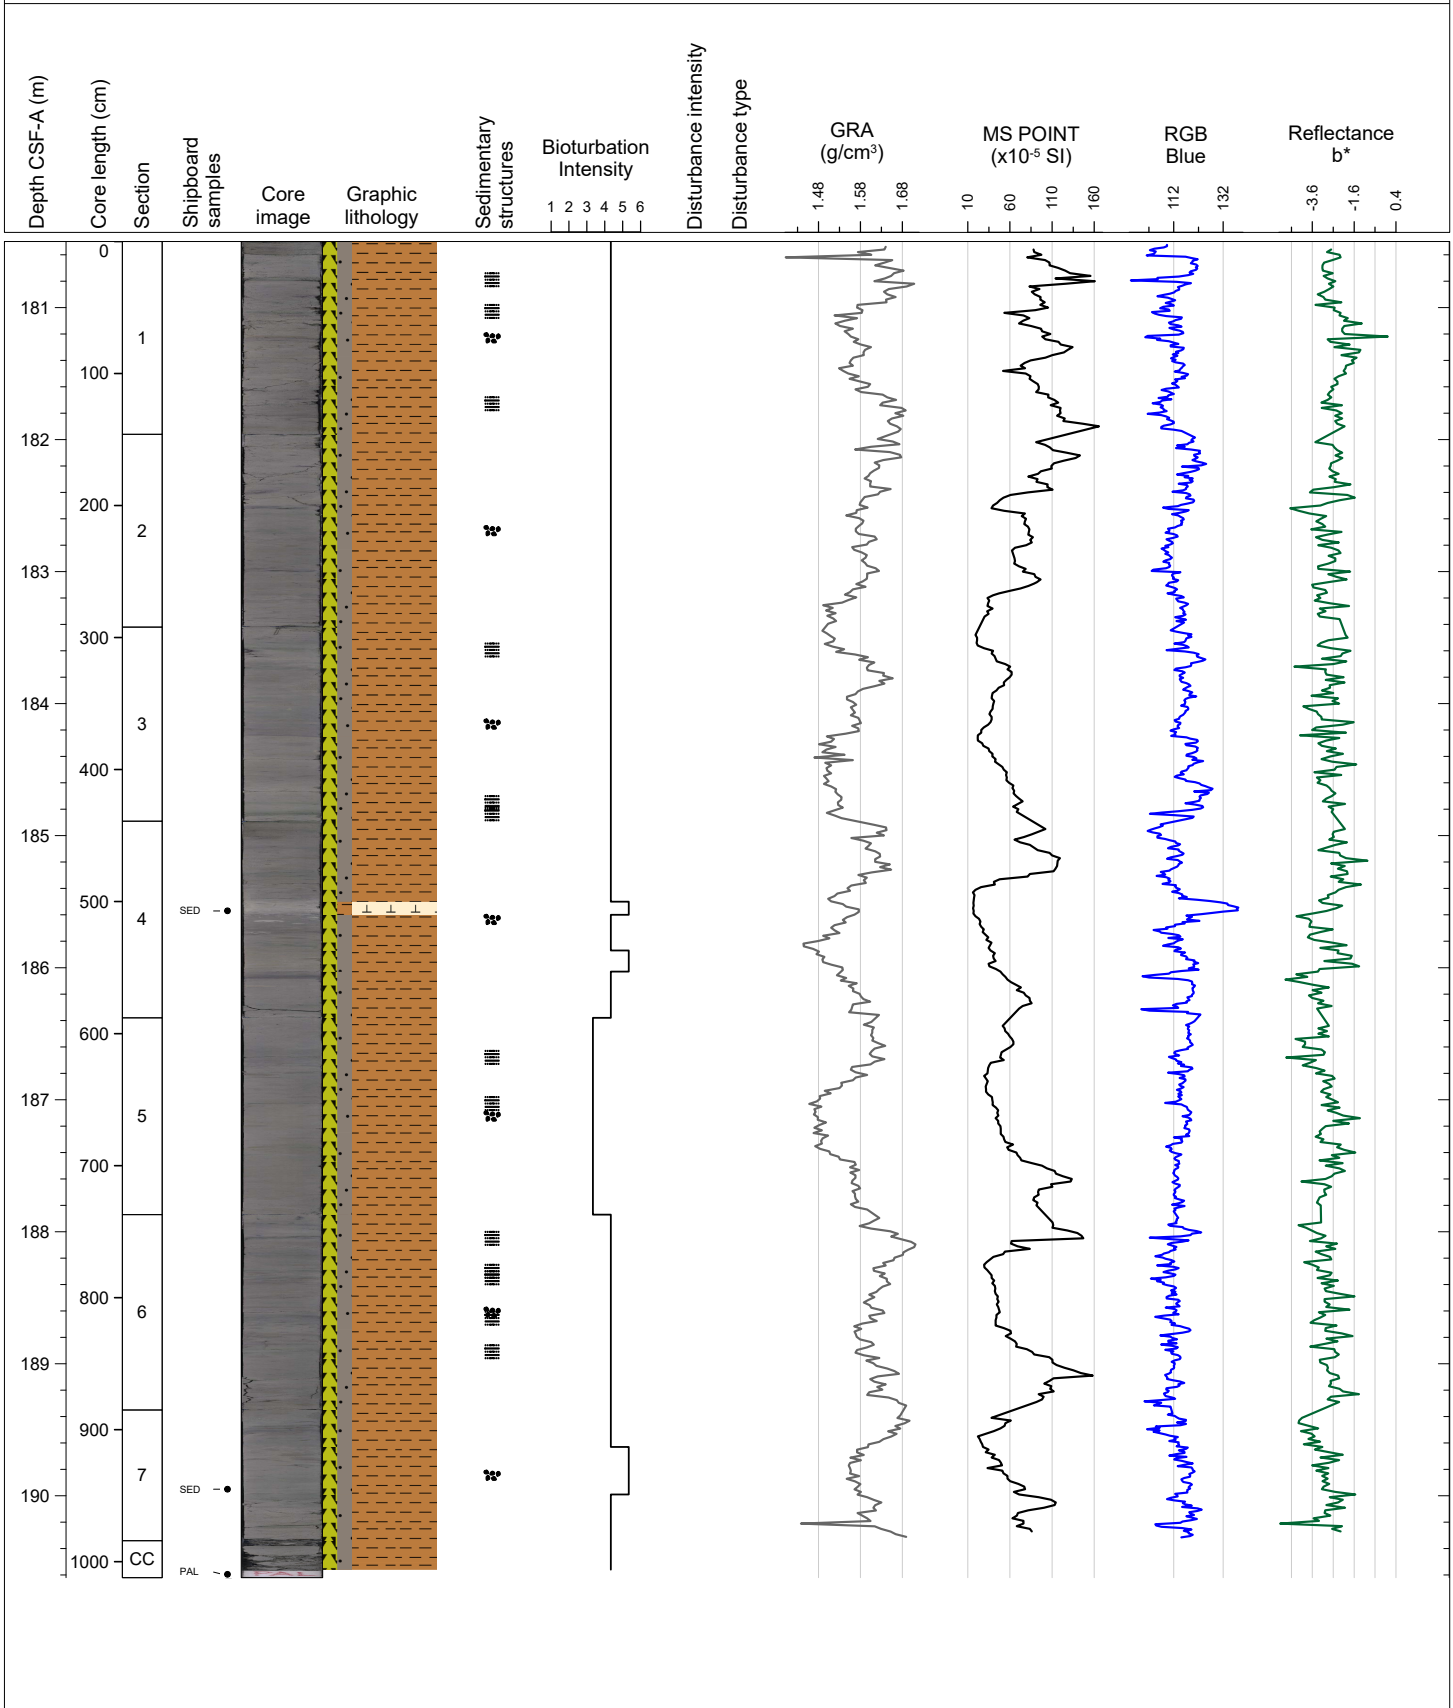 Depth CSF-A (m)
Core length (cm)
Section
Shipboard
samples
Core
image
Graphic
lithology
Sedimentary
structures
Bioturbation
Intensity
1 2 3 4 5 6
Disturbance intensity
Disturbance type
GRA
(g/cm³)
1.48 1.58 1.68
MS POINT
(x10⁻⁵ SI)
10 60 110 160
RGB
Blue
112 132
Reflectance
b*
-3.6 -1.6 0.4
0
181
1
100
182
200
2
183
300
3
184
400
185
500
4
SED
186
600
187
5
700
188
800
6
189
900
7
190
SED
1000
CC
PAL
PAL